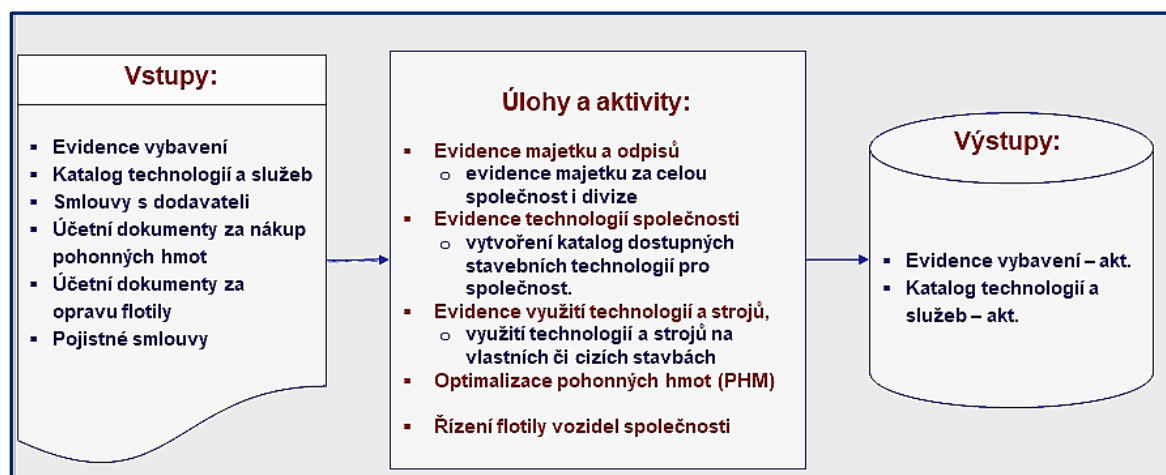 Vstupy:
▪ Evidence vybavení
▪ Katalog technologií a služeb
▪ Smlouvy s dodavateli
▪ Účetní dokumenty za nákup
pohonných hmot
▪ Účetní dokumenty za
opravu flotily
▪ Pojistné smlouvy
Úlohy a aktivity:
▪ Evidence majetku a odpisů
o evidence majetku za celou
společnost i divize
▪ Evidence technologií společnosti
o vytvoření katalog dostupných
stavebních technologií pro
společnost.
▪ Evidence využití technologií a strojů,
o využití technologií a strojů na
vlastních či cizích stavbách
▪ Optimalizace pohonných hmot (PHM)
▪ Řízení flotily vozidel společnosti
Výstupy:
▪ Evidence vybavení – akt.
▪ Katalog technologií a
služeb – akt.